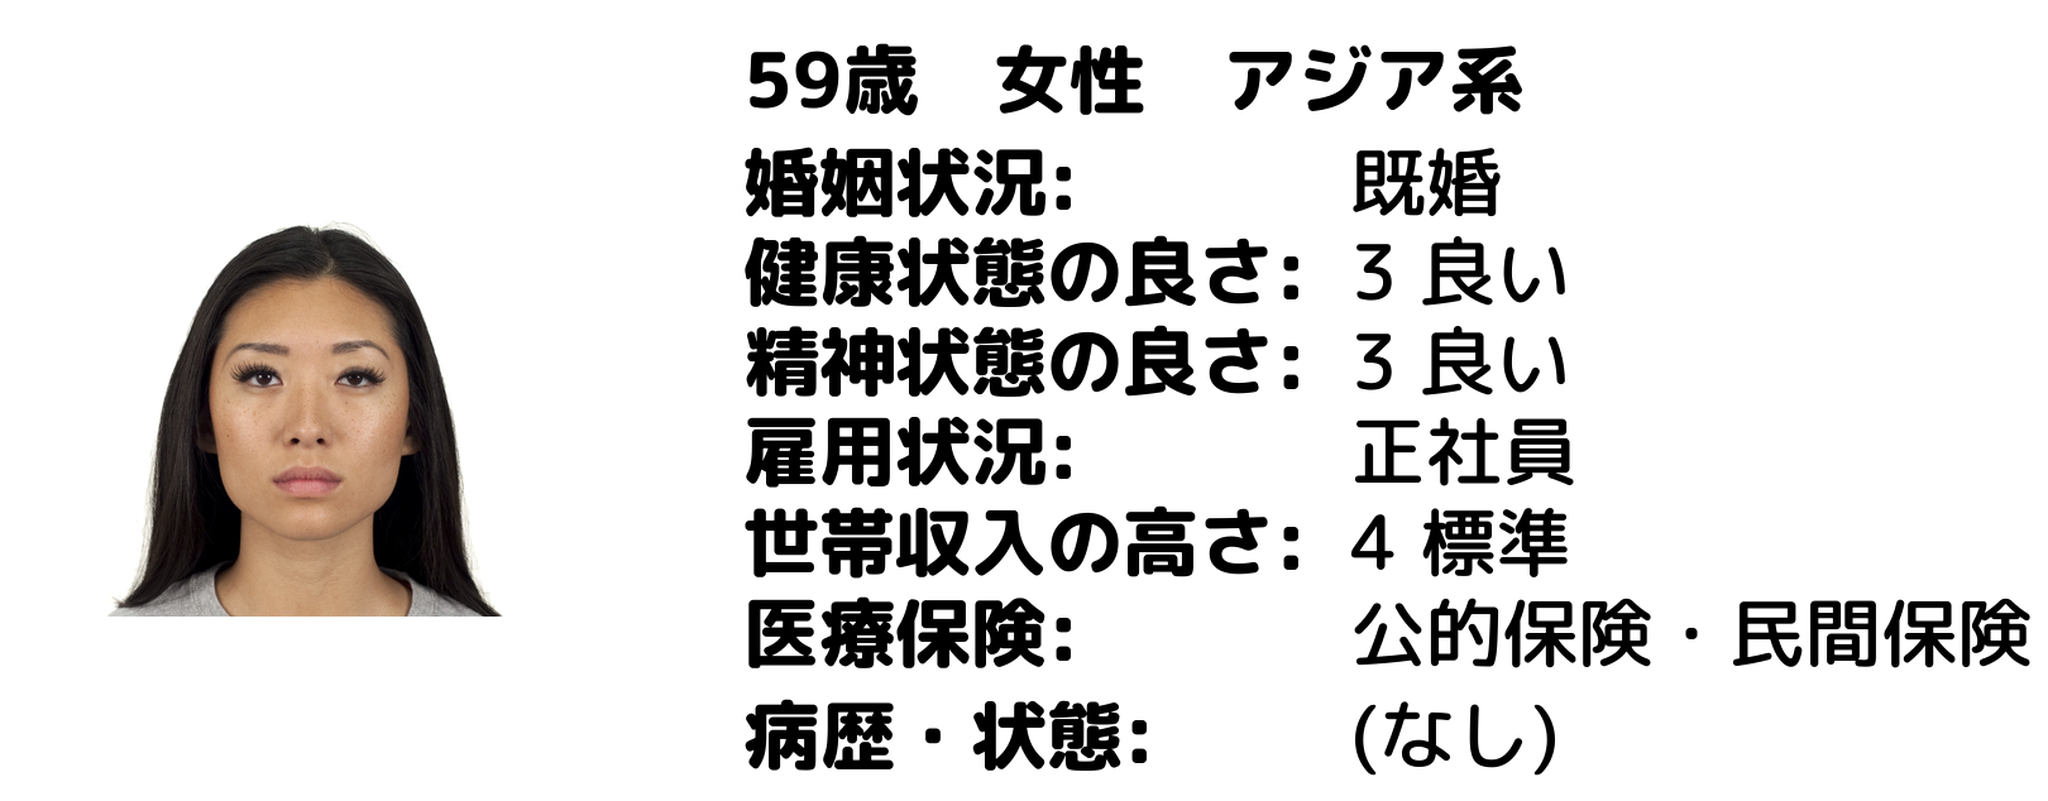 59歳　女性　アジア系
婚姻状況: 既婚
健康状態の良さ: 3 良い
精神状態の良さ: 3 良い
雇用状況: 正社員
世帯収入の高さ: 4 標準
医療保険: 公的保険・民間保険
病歴・状態: (なし)